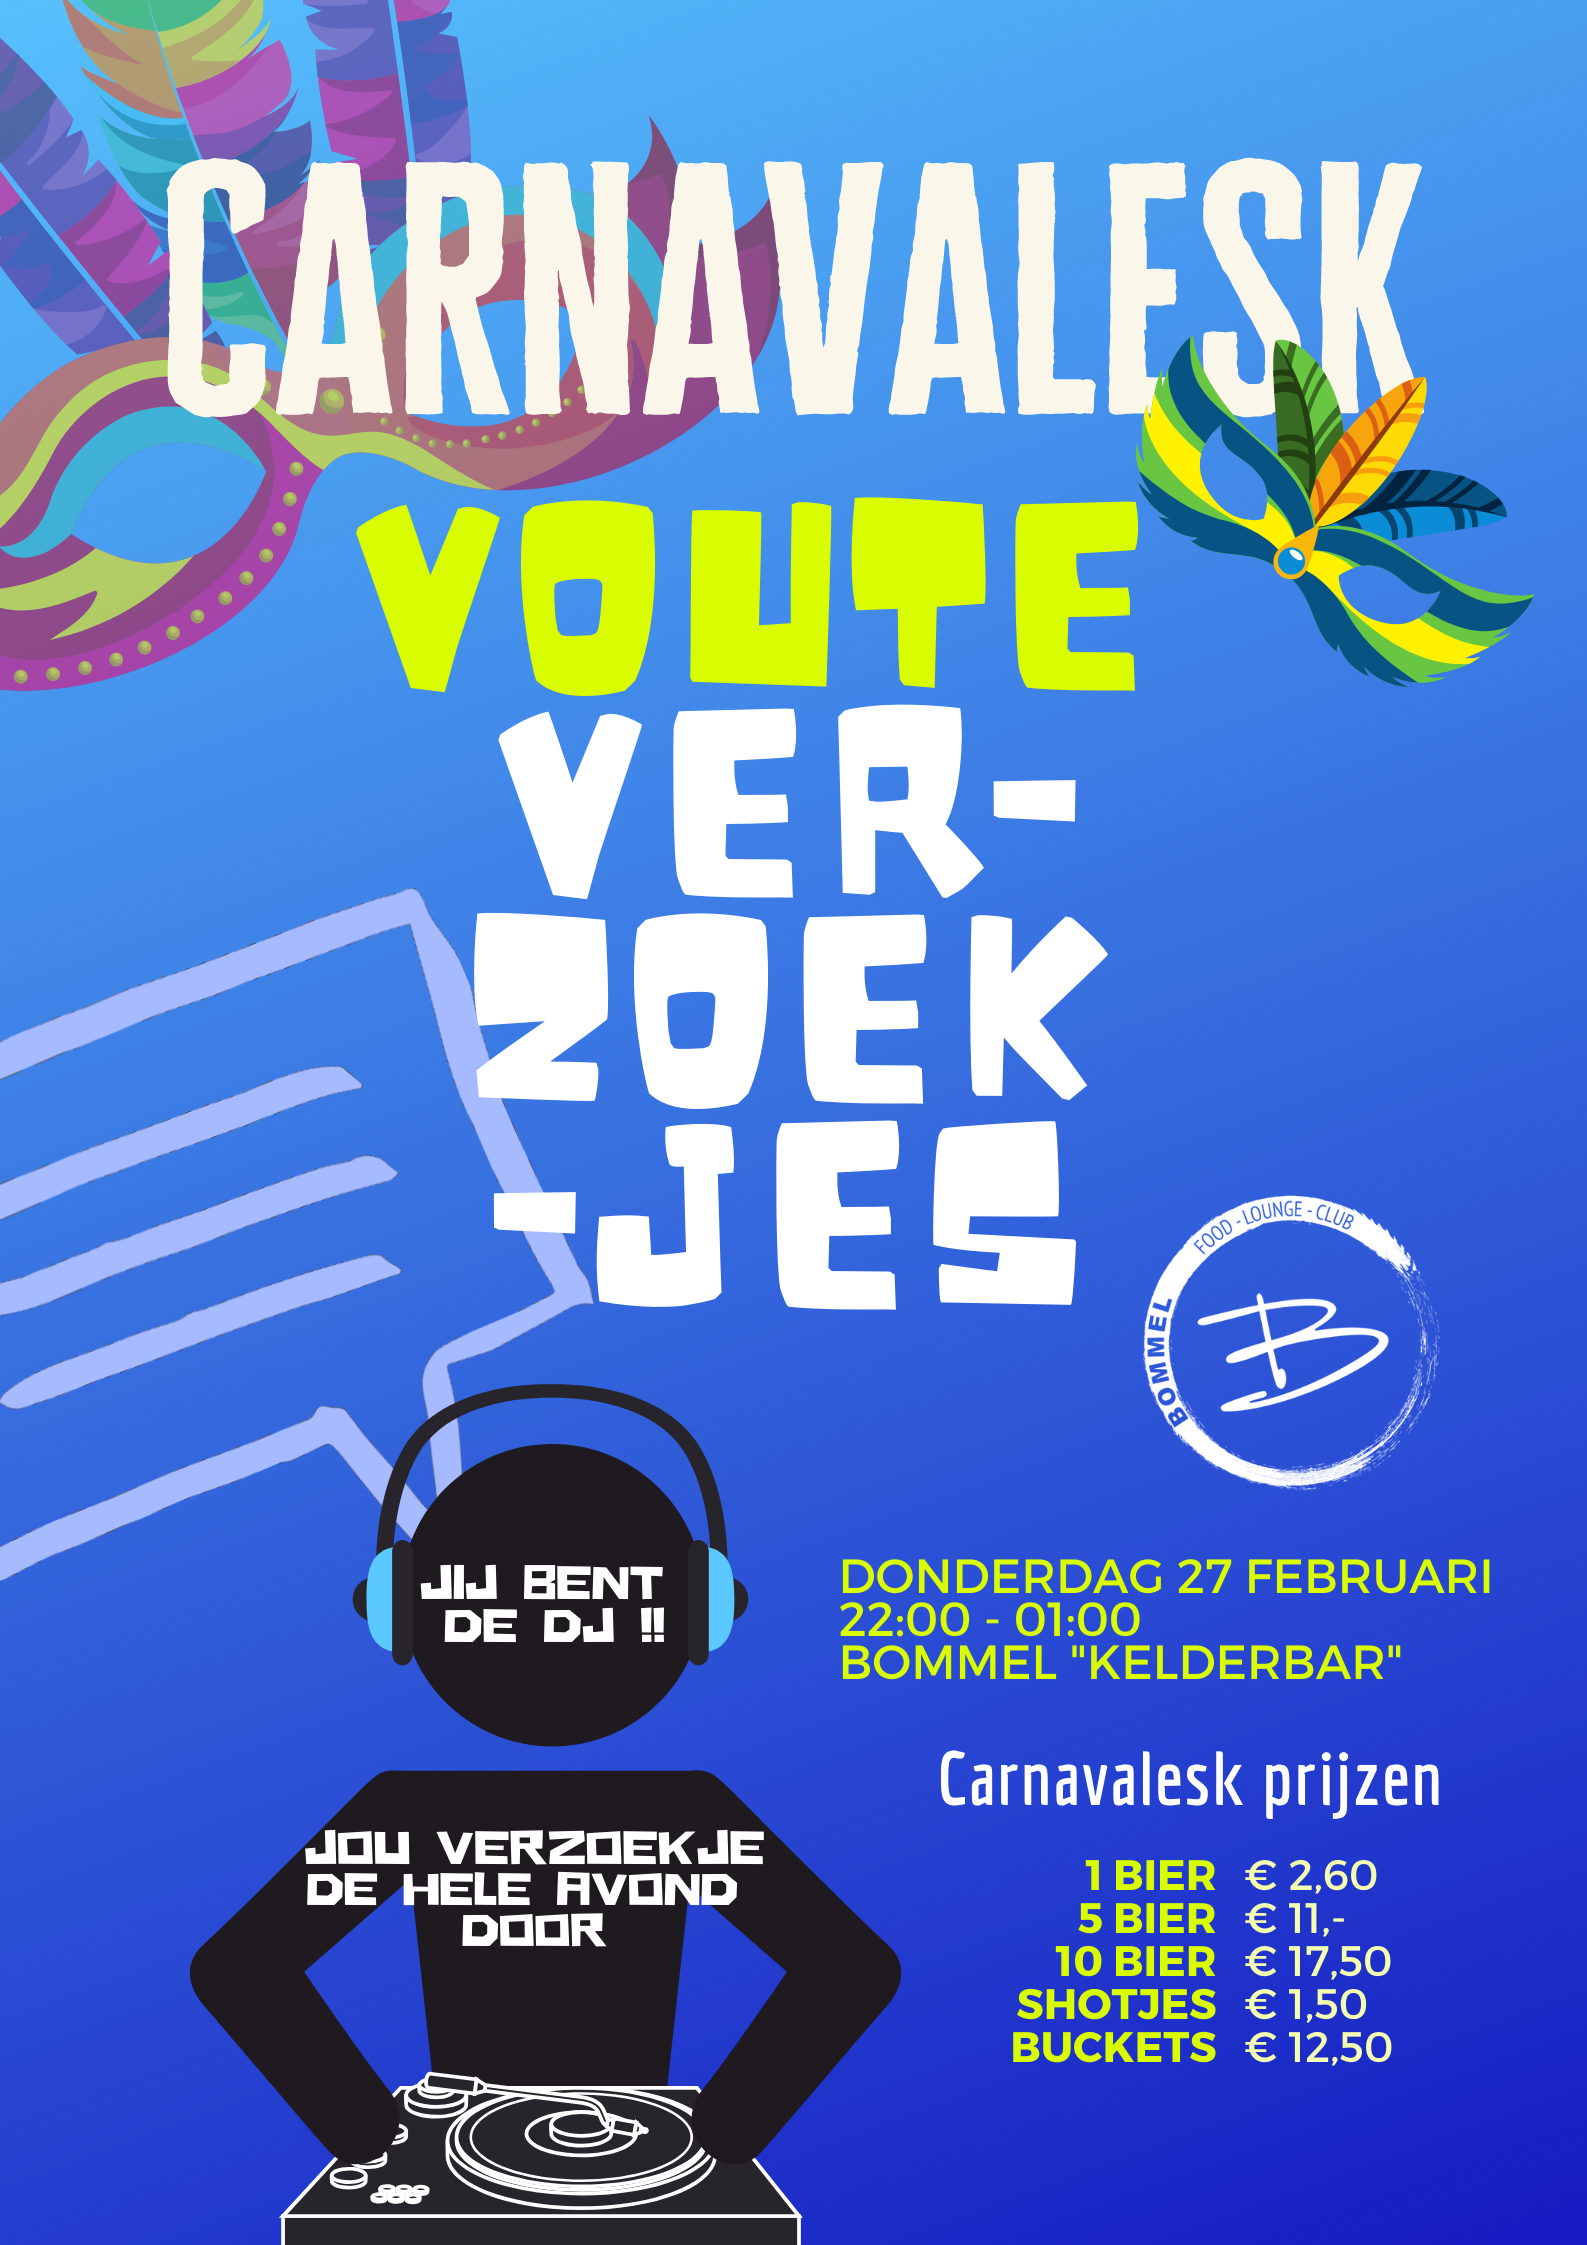 CARNAVALESK
VOUTE
VER-
ZOEK
-JES
FOOD - LOUNGE - CLUB
BOMMEL
B
JIJ BENT
DE DJ !!
DONDERDAG 27 FEBRUARI
22:00 - 01:00
BOMMEL "KELDERBAR"
Carnavalesk prijzen
JOU VERZOEKJE
DE HELE AVOND
DOOR
1 BIER € 2,60
5 BIER € 11,-
10 BIER € 17,50
SHOTJES € 1,50
BUCKETS € 12,50